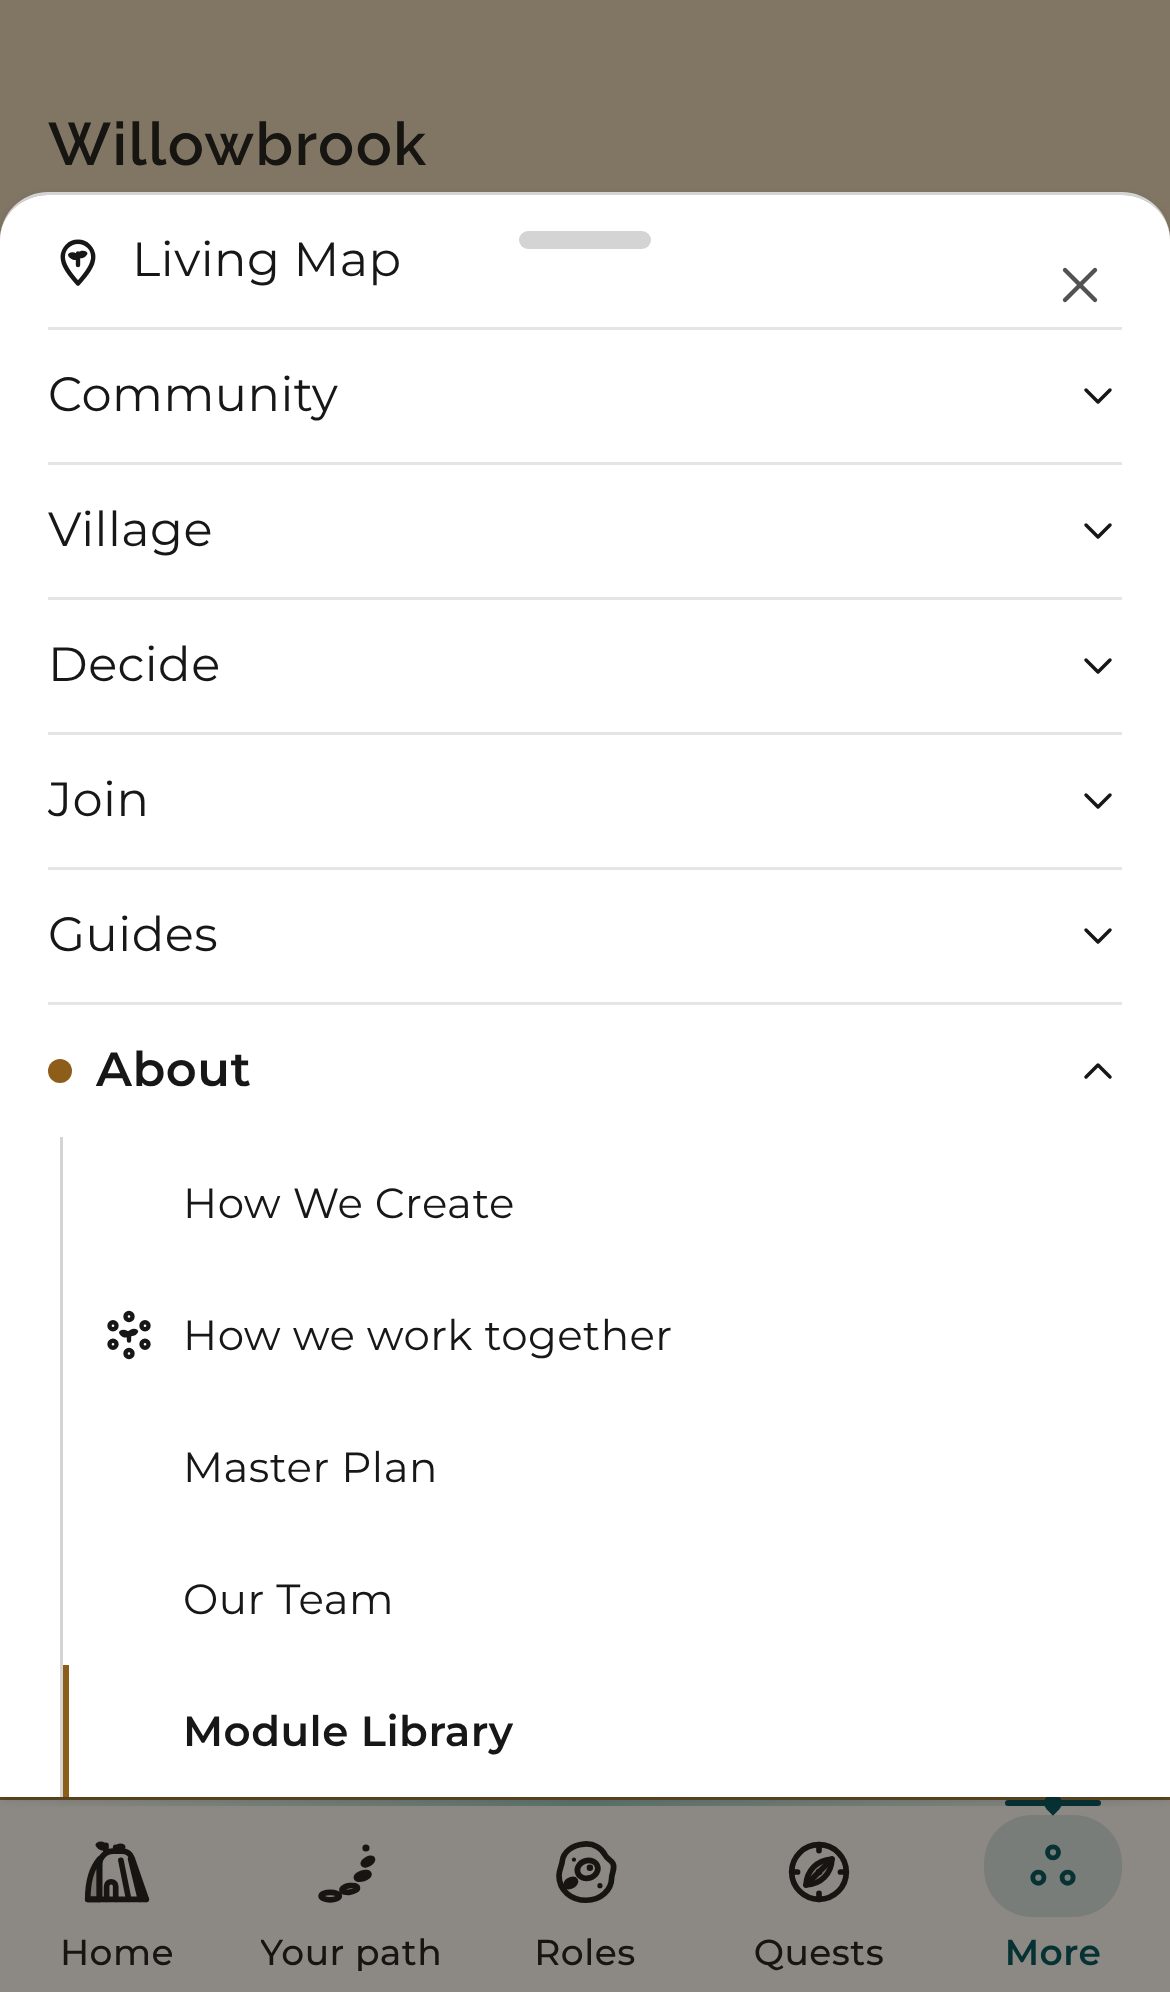 Willowbrook
Living Map
Community
Village
Decide
Join
Guides
About
How We Create
How we work together
Master Plan
Our Team
Module Library
Home
Your path
Roles
Quests
More